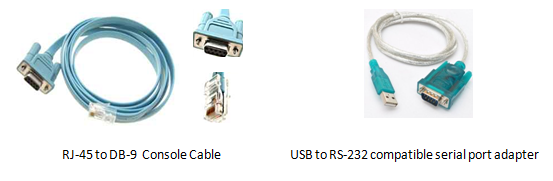 RJ-45 to DB-9 Console Cable
USB to RS-232 compatible serial port adapter